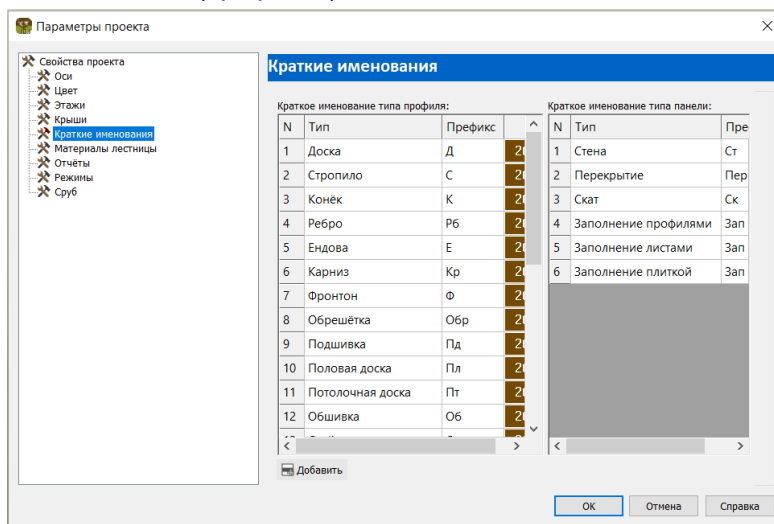 Параметры проекта
Свойства проекта
Оси
Цвет
Этажи
Крыши
Краткие именования
Материалы лестницы
Отчёты
Режимы
Сруб
Краткие именования
Краткое именование типа профиля:
N Тип Префикс
1 Доска Д
2 Стропило С
3 Конёк К
4 Ребро Рб
5 Ендова Е
6 Карниз Кр
7 Фронтон Ф
8 Обрешётка Обр
9 Подшивка Пд
10 Половая доска Пл
11 Потолочная доска Пт
12 Обшивка Об
Добавить
Краткое именование типа панели:
N Тип Пре
1 Стена Ст
2 Перекрытие Пер
3 Скат Ск
4 Заполнение профилями Зап
5 Заполнение листами Зап
6 Заполнение плиткой Зап
ОК Отмена Справка